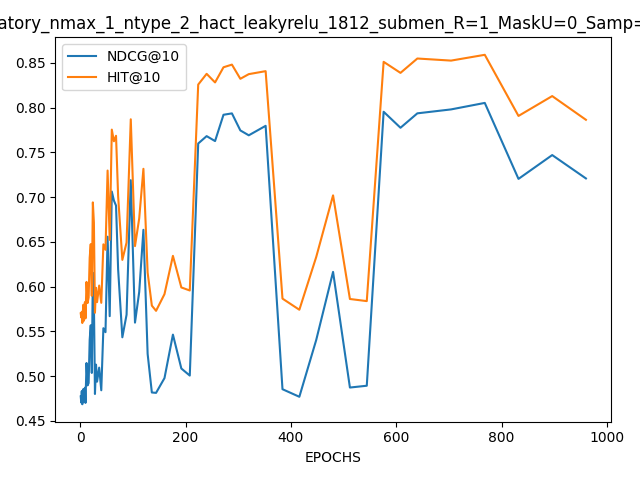 atory_nmax_1_ntype_2_hact_leakyrelu_1812_submen_R=1_MaskU=0_Samp=
NDCG@10
HIT@10
0.85
0.80
0.75
0.70
0.65
0.60
0.55
0.50
0.45
0 200 400 600 800 1000
EPOCHS